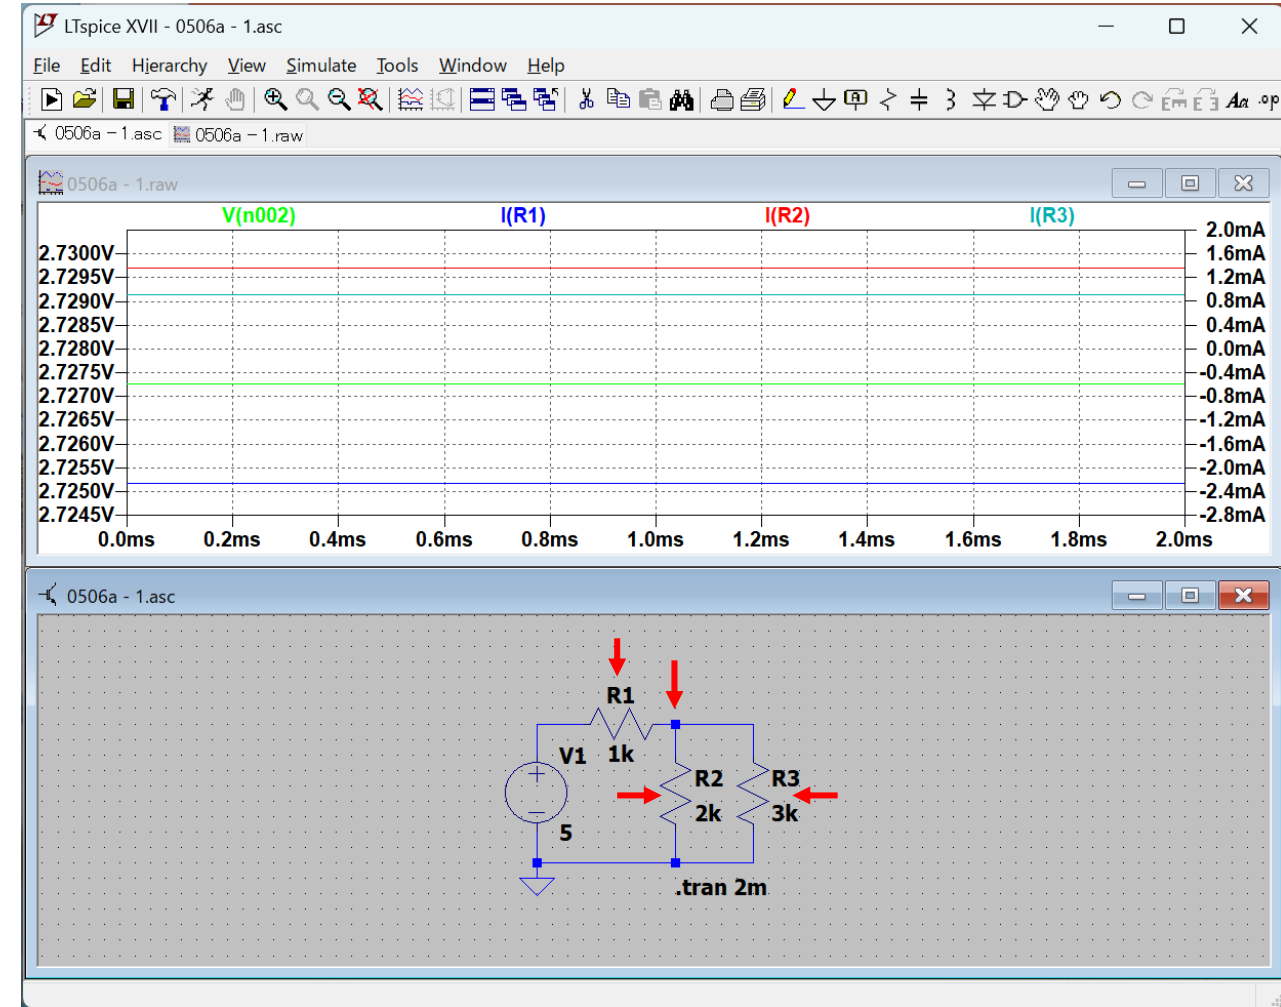 LTspice XVII - 0506a - 1.asc
File Edit Hierarchy View Simulate Tools Window Help
Aa .op
0506a - 1.asc 0506a - 1.raw
0506a - 1.raw
V(n002) I(R1) I(R2) I(R3)
2.0mA
2.7300V 1.6mA
2.7295V 1.2mA
2.7290V 0.8mA
2.7285V 0.4mA
2.7280V 0.0mA
2.7275V -0.4mA
2.7270V -0.8mA
2.7265V -1.2mA
2.7260V -1.6mA
2.7255V -2.0mA
2.7250V -2.4mA
2.7245V -2.8mA
0.0ms 0.2ms 0.4ms 0.6ms 0.8ms 1.0ms 1.2ms 1.4ms 1.6ms 1.8ms 2.0ms
0506a - 1.asc
R1
V1 1k
R2 R3
2k 3k
5
.tran 2m